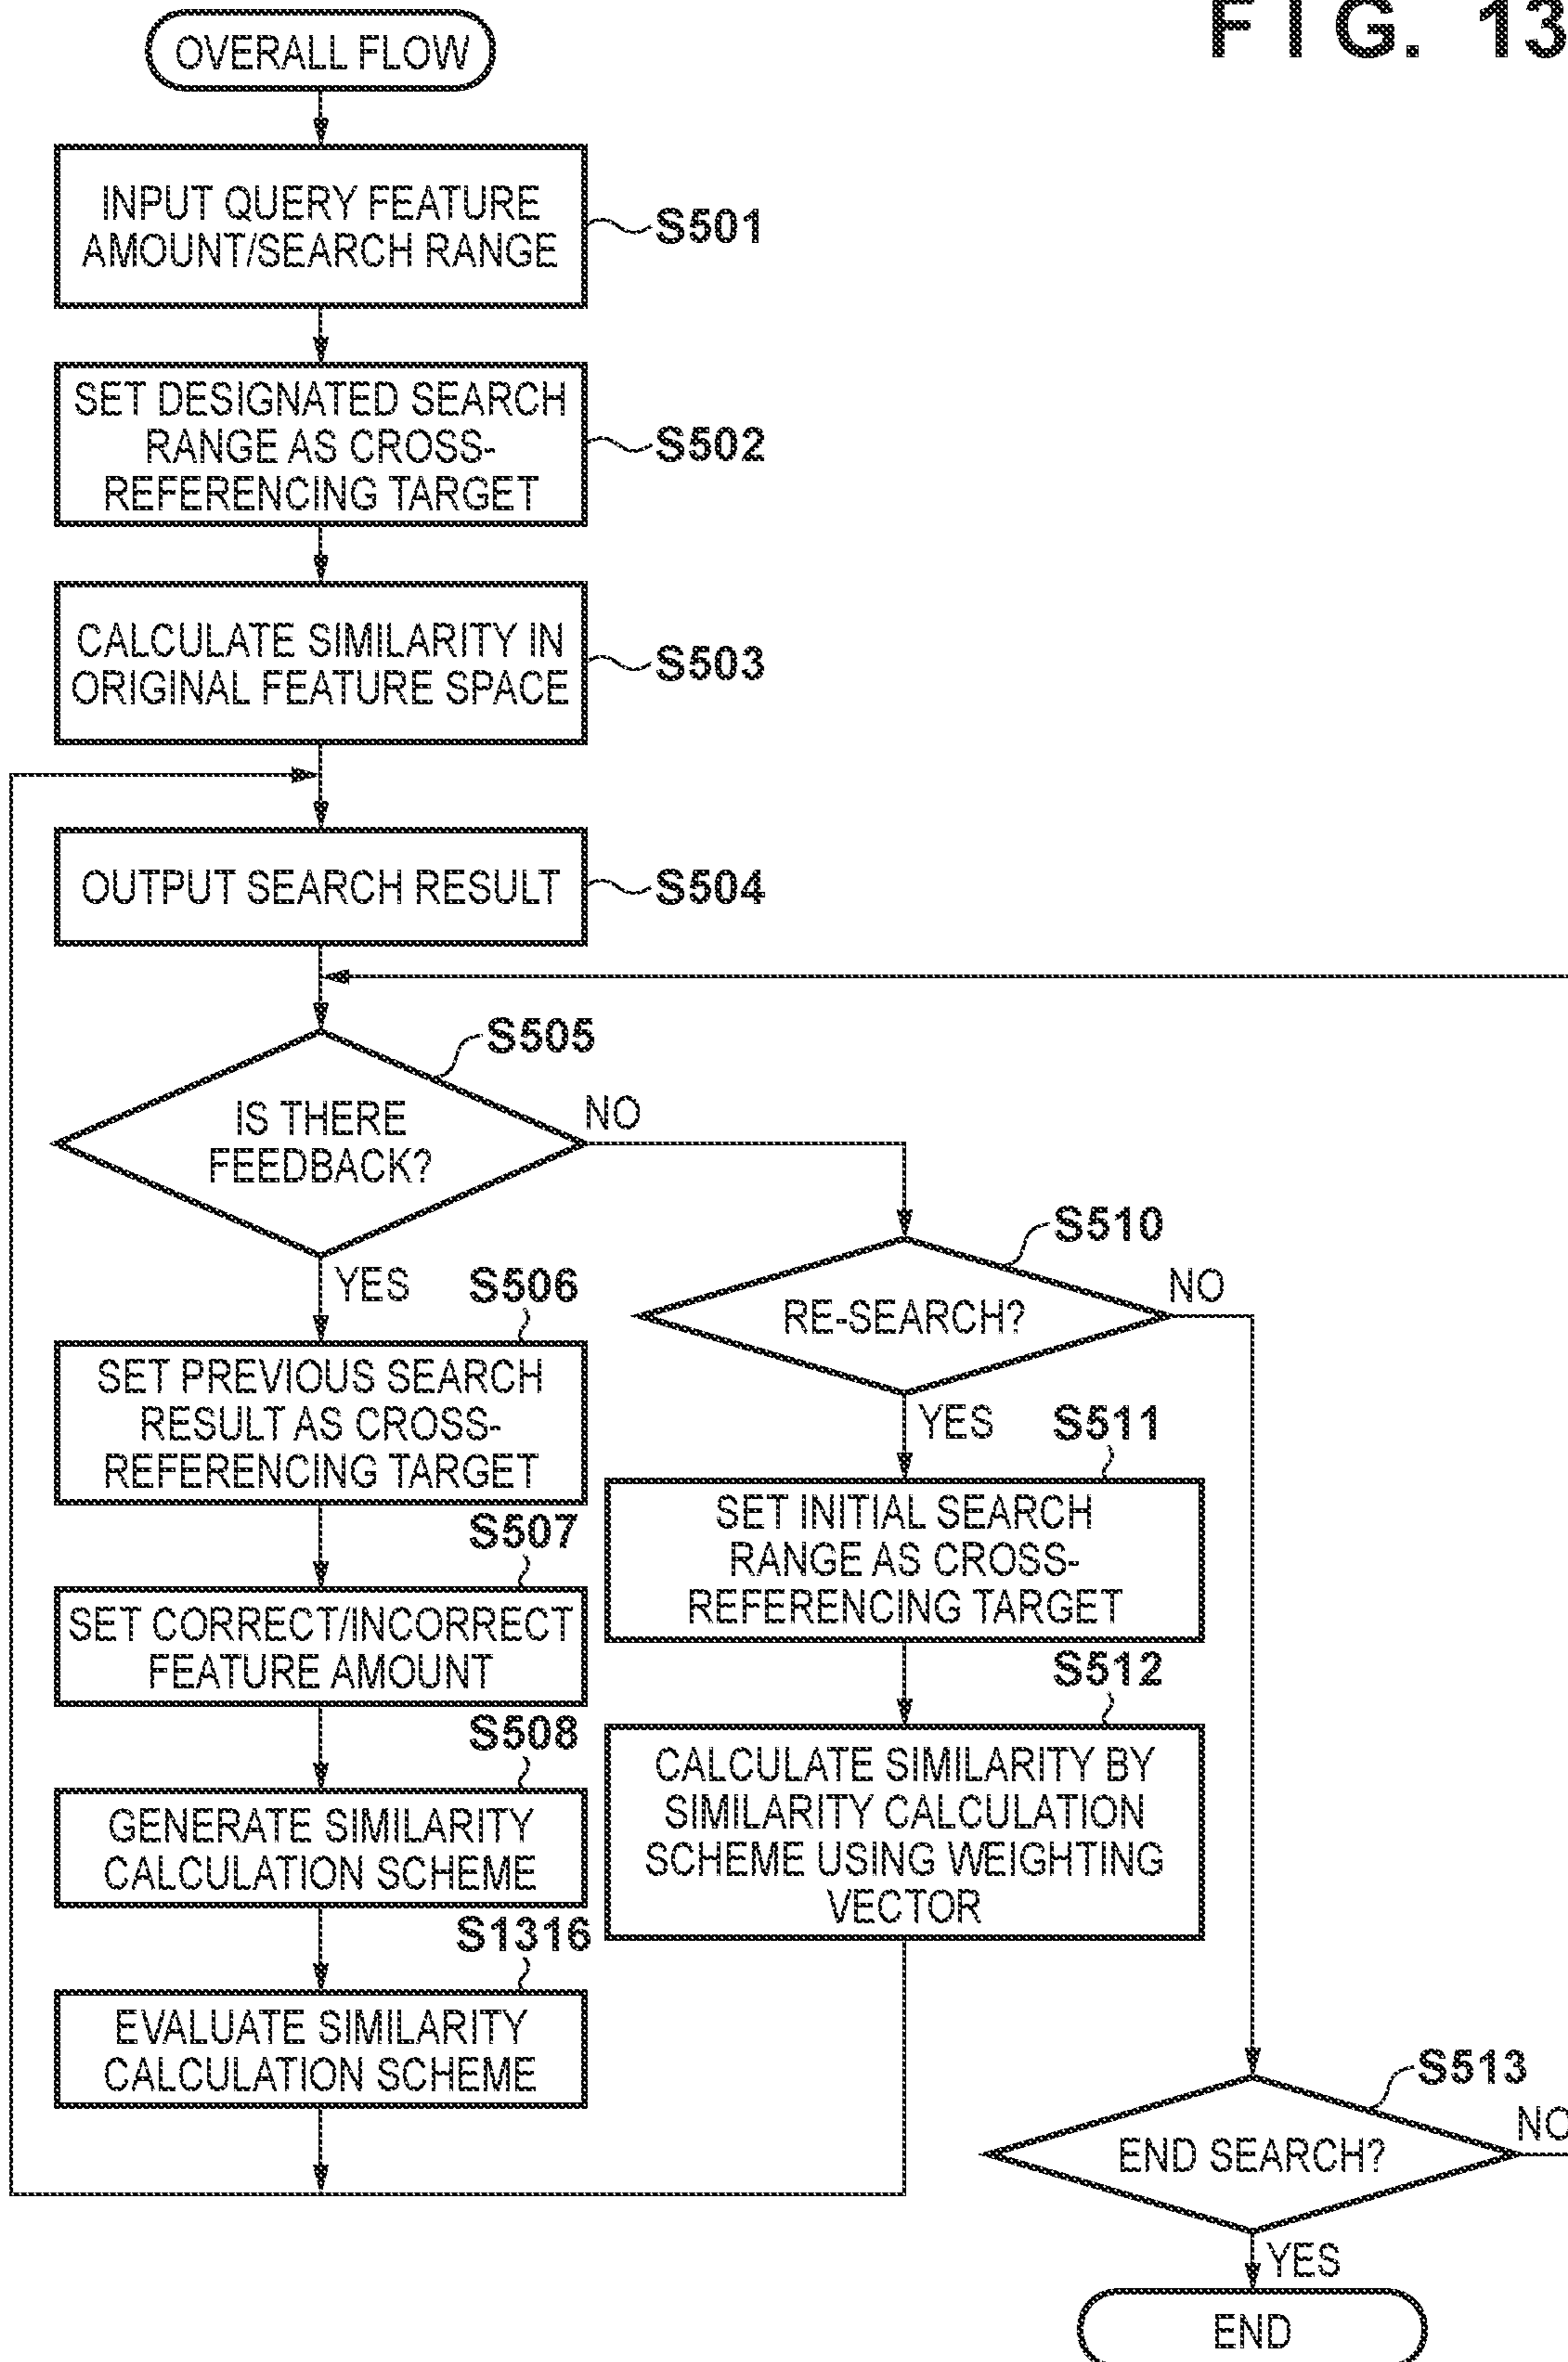 FIG. 13
OVERALL FLOW
INPUT QUERY FEATURE
AMOUNT/SEARCH RANGE
S501
SET DESIGNATED SEARCH
RANGE AS CROSS-
REFERENCING TARGET
S502
CALCULATE SIMILARITY IN
ORIGINAL FEATURE SPACE
S503
OUTPUT SEARCH RESULT
S504
S505
IS THERE
FEEDBACK?
NO
YES
S506
SET PREVIOUS SEARCH
RESULT AS CROSS-
REFERENCING TARGET
S507
SET CORRECT/INCORRECT
FEATURE AMOUNT
S508
GENERATE SIMILARITY
CALCULATION SCHEME
S1316
EVALUATE SIMILARITY
CALCULATION SCHEME
S510
RE-SEARCH?
NO
YES
S511
SET INITIAL SEARCH
RANGE AS CROSS-
REFERENCING TARGET
S512
CALCULATE SIMILARITY BY
SIMILARITY CALCULATION
SCHEME USING WEIGHTING
VECTOR
S513
END SEARCH?
NO
YES
END